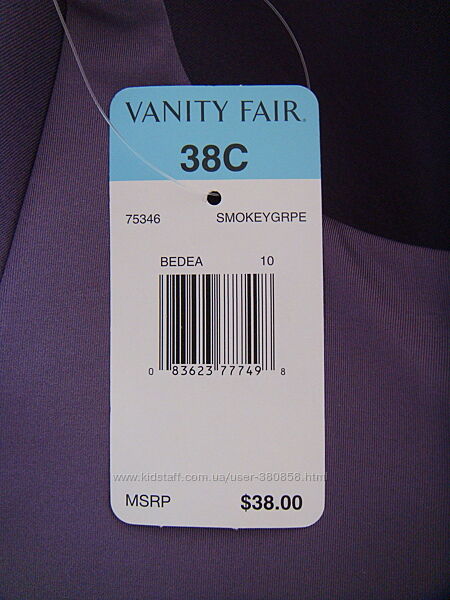 VANITY FAIR®
38C
75346 SMOKEYGRPE
BEDEA 10
0 83623 77749 8
www.kidstaff.com.ua/user-380858.html
MSRP $38.00